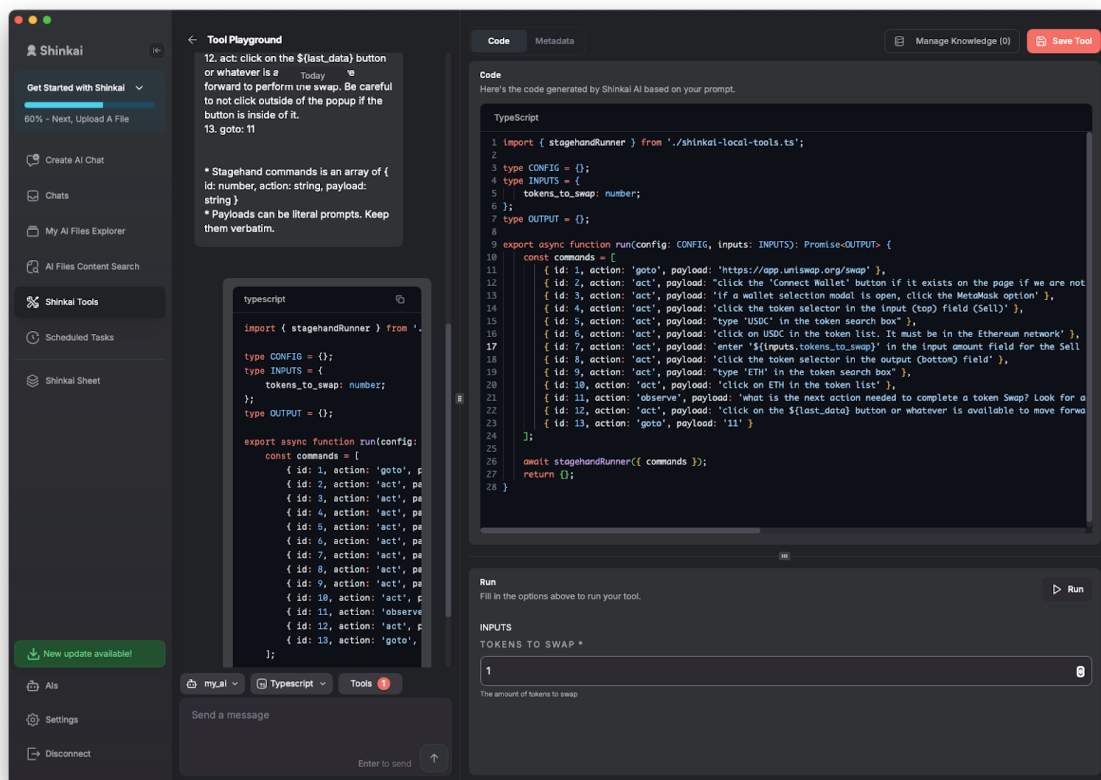 Shinkai
Get Started with Shinkai
60% - Next, Upload A File
Create AI Chat
Chats
My AI Files Explorer
AI Files Content Search
Shinkai Tools
Scheduled Tasks
Shinkai Sheet
New update available!
AIs
Settings
Disconnect
Tool Playground
12. act: click on the ${last_data} button
or whatever is a
Today
forward to perform the swap. Be careful
to not click outside of the popup if the
button is inside of it.
13. goto: 11
* Stagehand commands is an array of {
id: number, action: string, payload:
string }
* Payloads can be literal prompts. Keep
them verbatim.
typescript
import { stagehandRunner } from '.
type CONFIG = {};
type INPUTS = {
tokens_to_swap: number;
};
type OUTPUT = {};
export async function run(config:
const commands = [
{ id: 1, action: 'goto', p
{ id: 2, action: 'act', pa
{ id: 3, action: 'act', pa
{ id: 4, action: 'act', pa
{ id: 5, action: 'act', pa
{ id: 6, action: 'act', pa
{ id: 7, action: 'act', pa
{ id: 8, action: 'act', pa
{ id: 9, action: 'act', pa
{ id: 10, action: 'act', p
{ id: 11, action: 'observe
{ id: 12, action: 'act', p
{ id: 13, action: 'goto',
];
my_ai
Typescript
Tools 1
Send a message
Enter to send
Code
Metadata
Manage Knowledge (0)
Save Tool
Code
Here's the code generated by Shinkai AI based on your prompt.
TypeScript
1 import { stagehandRunner } from './shinkai-local-tools.ts';
2
3 type CONFIG = {};
4 type INPUTS = {
5 tokens_to_swap: number;
6 };
7 type OUTPUT = {};
8
9 export async function run(config: CONFIG, inputs: INPUTS): Promise<OUTPUT> {
10 const commands = [
11 { id: 1, action: 'goto', payload: 'https://app.uniswap.org/swap' },
12 { id: 2, action: 'act', payload: "click the 'Connect Wallet' button if it exists on the page if we are not
13 { id: 3, action: 'act', payload: 'if a wallet selection modal is open, click the MetaMask option' },
14 { id: 4, action: 'act', payload: 'click the token selector in the input (top) field (Sell)' },
15 { id: 5, action: 'act', payload: "type 'USDC' in the token search box" },
16 { id: 6, action: 'act', payload: 'click on USDC in the token list. It must be in the Ethereum network' },
17 { id: 7, action: 'act', payload: `enter '${inputs.tokens_to_swap}' in the input amount field for the Sell
18 { id: 8, action: 'act', payload: 'click the token selector in the output (bottom) field' },
19 { id: 9, action: 'act', payload: "type 'ETH' in the token search box" },
20 { id: 10, action: 'act', payload: 'click on ETH in the token list' },
21 { id: 11, action: 'observe', payload: 'what is the next action needed to complete a token Swap? Look for a
22 { id: 12, action: 'act', payload: 'click on the ${last_data} button or whatever is available to move forwa
23 { id: 13, action: 'goto', payload: '11' }
24 ];
25
26 await stagehandRunner({ commands });
27 return {};
28 }
Run
Fill in the options above to run your tool.
Run
INPUTS
TOKENS TO SWAP *
1
The amount of tokens to swap